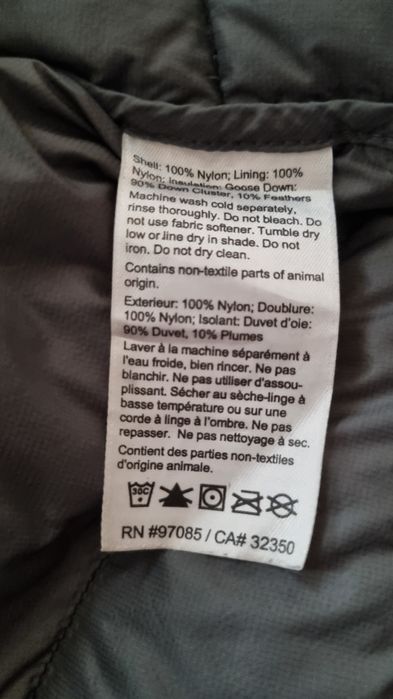 Shell: 100% Nylon; Lining: 100%
Nylon; Insulation: Goose Down:
90% Down Cluster, 10% Feathers
Machine wash cold separately,
rinse thoroughly. Do not bleach. Do
not use fabric softener. Tumble dry
low or line dry in shade. Do not
iron. Do not dry clean.
Contains non-textile parts of animal
origin.
Exterieur: 100% Nylon; Doublure:
100% Nylon; Isolant: Duvet d'oie:
90% Duvet, 10% Plumes
Laver à la machine séparément à
l'eau froide, bien rincer. Ne pas
blanchir. Ne pas utiliser d'assou-
plissant. Sécher au sèche-linge à
basse température ou sur une
corde à linge à l'ombre. Ne pas
repasser. Ne pas nettoyage à sec.
Contient des parties non-textiles
d'origine animale.
30C
RN #97085 / CA# 32350